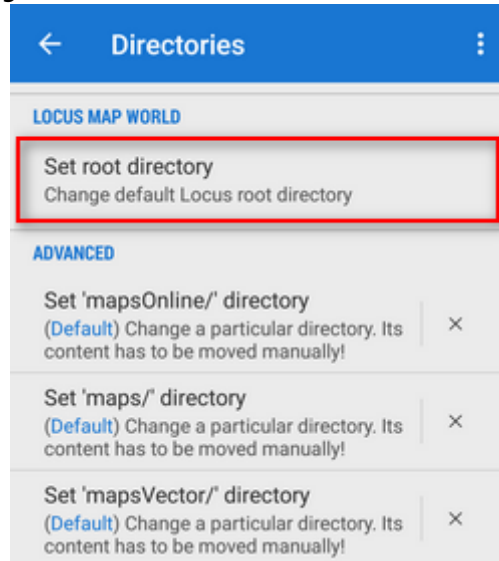 Directories
LOCUS MAP WORLD
Set root directory
Change default Locus root directory
ADVANCED
Set 'mapsOnline/' directory
(Default) Change a particular directory. Its
content has to be moved manually!
Set 'maps/' directory
(Default) Change a particular directory. Its
content has to be moved manually!
Set 'mapsVector/' directory
(Default) Change a particular directory. Its
content has to be moved manually!